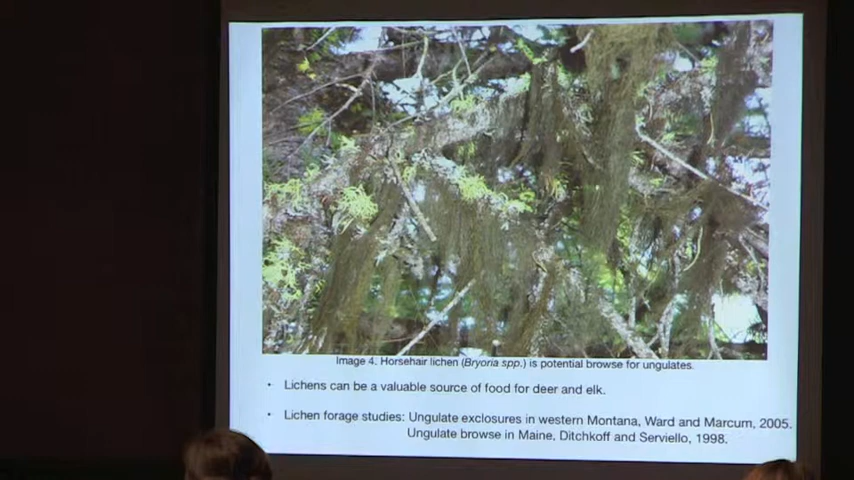 Image 4. Horsehair lichen (Bryoria spp.) is potential browse for ungulates.
• Lichens can be a valuable source of food for deer and elk.
• Lichen forage studies: Ungulate exclosures in western Montana, Ward and Marcum, 2005.
Ungulate browse in Maine, Ditchkoff and Serviello, 1998.